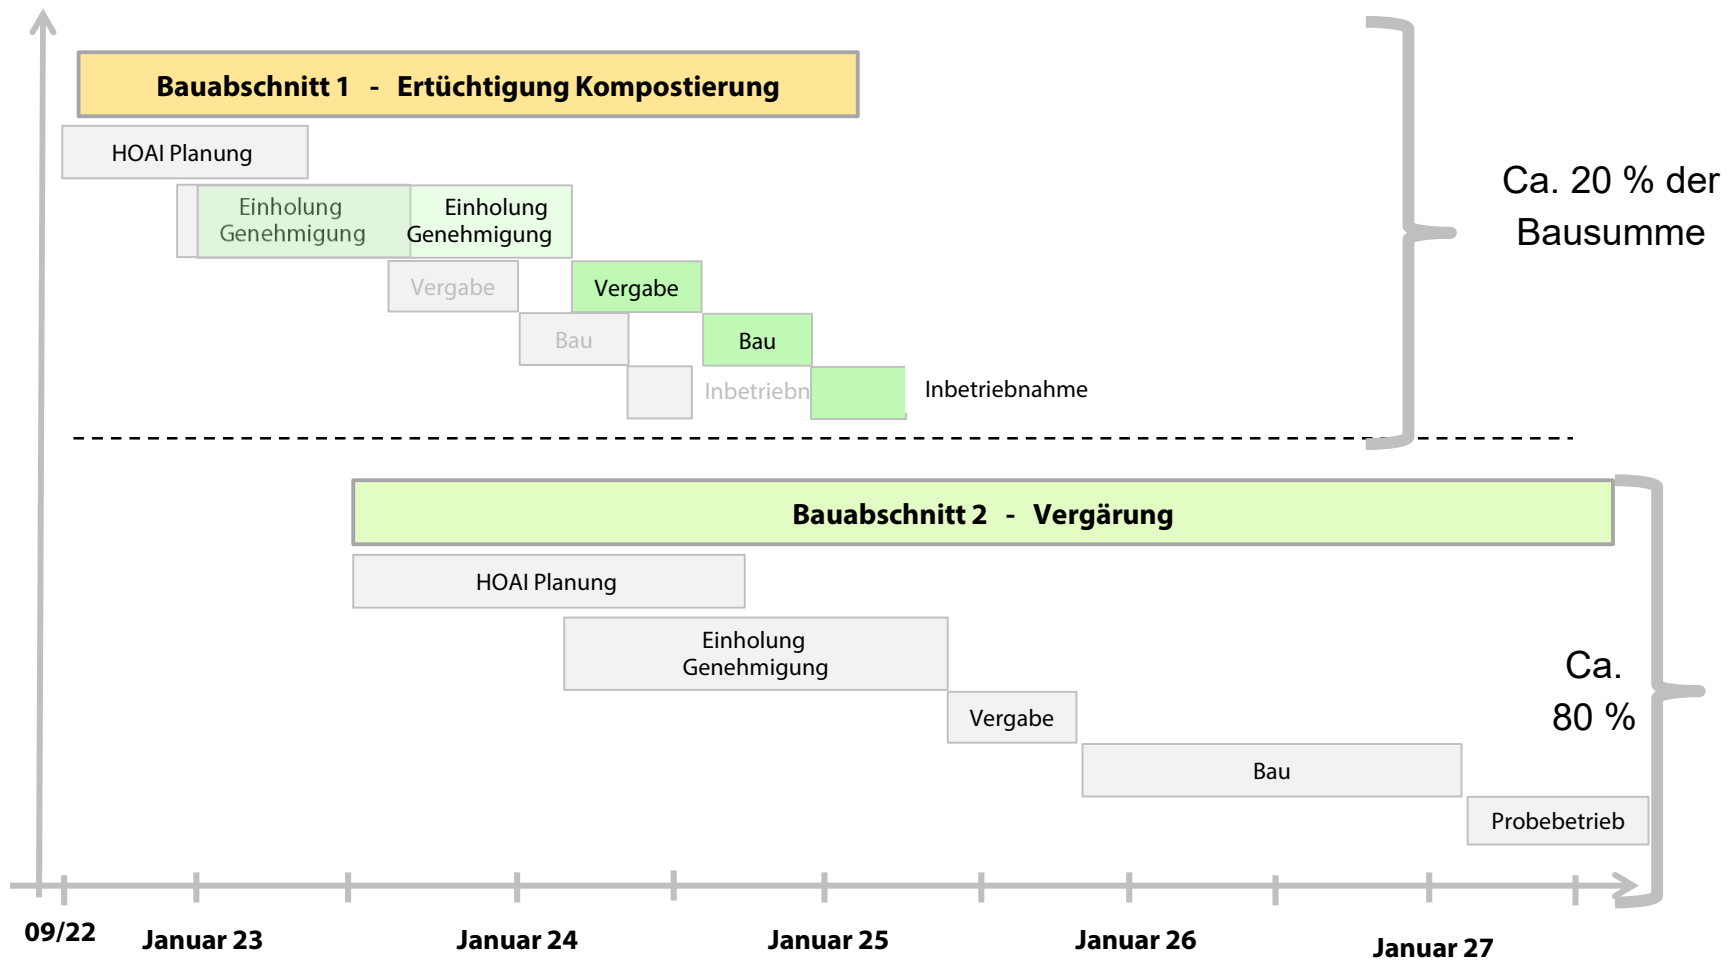 Bauabschnitt 1 - Ertüchtigung Kompostierung
HOAI Planung
Einholung
Genehmigung
Einholung
Genehmigung
Vergabe
Vergabe
Bau
Bau
Inbetriebn
Inbetriebnahme
Ca. 20 % der
Bausumme
Bauabschnitt 2 - Vergärung
HOAI Planung
Einholung
Genehmigung
Vergabe
Bau
Probebetrieb
Ca.
80 %
09/22
Januar 23
Januar 24
Januar 25
Januar 26
Januar 27